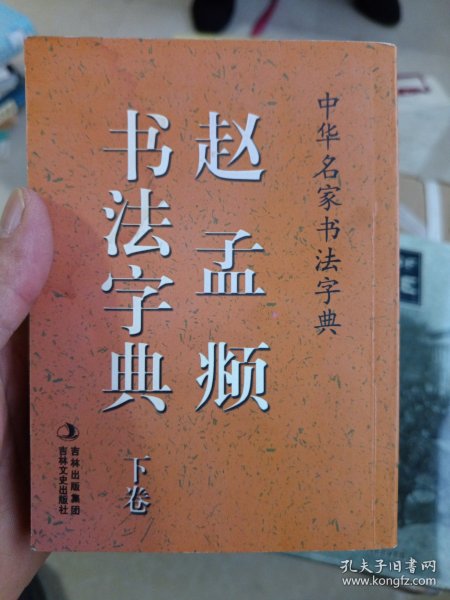 中华名家书法字典
赵孟頫
书法字典
下卷
吉林出版集团
吉林文史出版社
孔夫子旧书网
www.kongfz.com